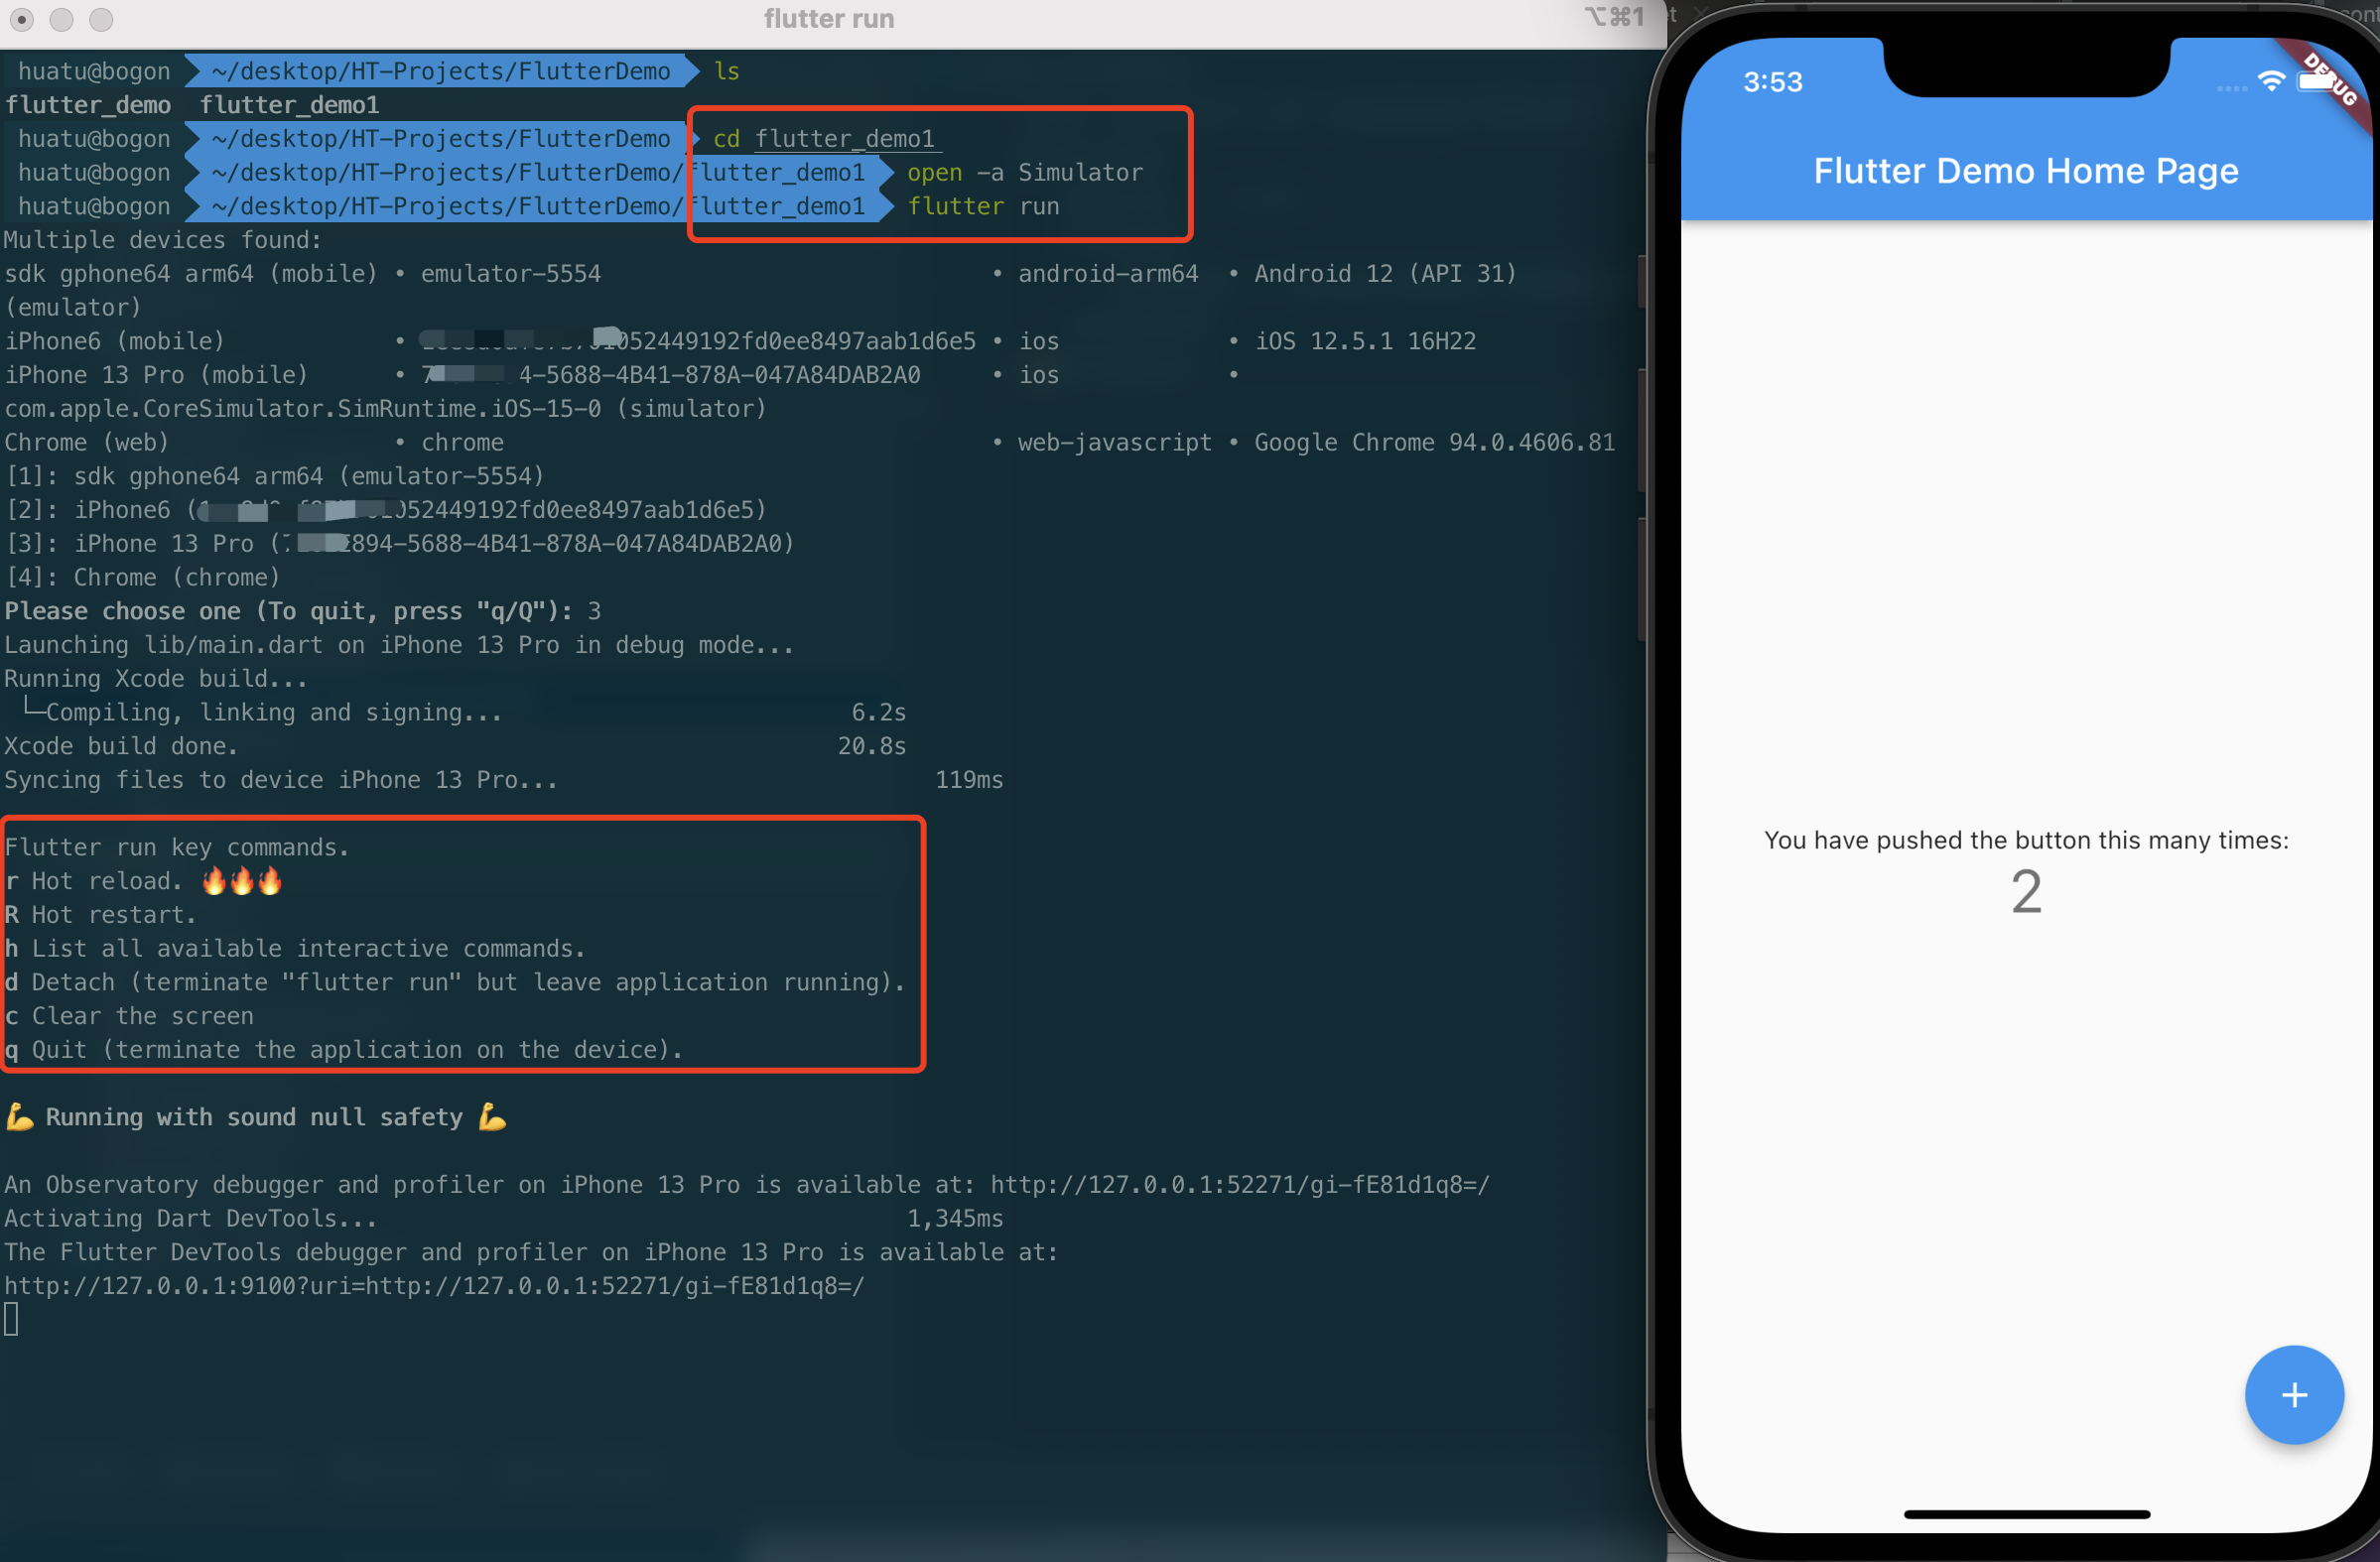 flutter run
⌥⌘1
huatu@bogon ~/desktop/HT-Projects/FlutterDemo ls
flutter_demo flutter_demo1
huatu@bogon ~/desktop/HT-Projects/FlutterDemo cd flutter_demo1
huatu@bogon ~/desktop/HT-Projects/FlutterDemo/flutter_demo1 open -a Simulator
huatu@bogon ~/desktop/HT-Projects/FlutterDemo/flutter_demo1 flutter run
Multiple devices found:
sdk gphone64 arm64 (mobile) • emulator-5554 • android-arm64 • Android 12 (API 31)
(emulator)
iPhone6 (mobile) • 052449192fd0ee8497aab1d6e5 • ios • iOS 12.5.1 16H22
iPhone 13 Pro (mobile) • 4-5688-4B41-878A-047A84DAB2A0 • ios •
com.apple.CoreSimulator.SimRuntime.iOS-15-0 (simulator)
Chrome (web) • chrome • web-javascript • Google Chrome 94.0.4606.81
[1]: sdk gphone64 arm64 (emulator-5554)
[2]: iPhone6 ( 052449192fd0ee8497aab1d6e5)
[3]: iPhone 13 Pro ( 894-5688-4B41-878A-047A84DAB2A0)
[4]: Chrome (chrome)
Please choose one (To quit, press "q/Q"): 3
Launching lib/main.dart on iPhone 13 Pro in debug mode...
Running Xcode build...
└─Compiling, linking and signing... 6.2s
Xcode build done. 20.8s
Syncing files to device iPhone 13 Pro... 119ms
Flutter run key commands.
r Hot reload. 🔥🔥🔥
R Hot restart.
h List all available interactive commands.
d Detach (terminate "flutter run" but leave application running).
c Clear the screen
q Quit (terminate the application on the device).
💪 Running with sound null safety 💪
An Observatory debugger and profiler on iPhone 13 Pro is available at: http://127.0.0.1:52271/gi-fE81d1q8=/
Activating Dart DevTools... 1,345ms
The Flutter DevTools debugger and profiler on iPhone 13 Pro is available at:
http://127.0.0.1:9100?uri=http://127.0.0.1:52271/gi-fE81d1q8=/
3:53
DEBUG
Flutter Demo Home Page
You have pushed the button this many times:
2
+